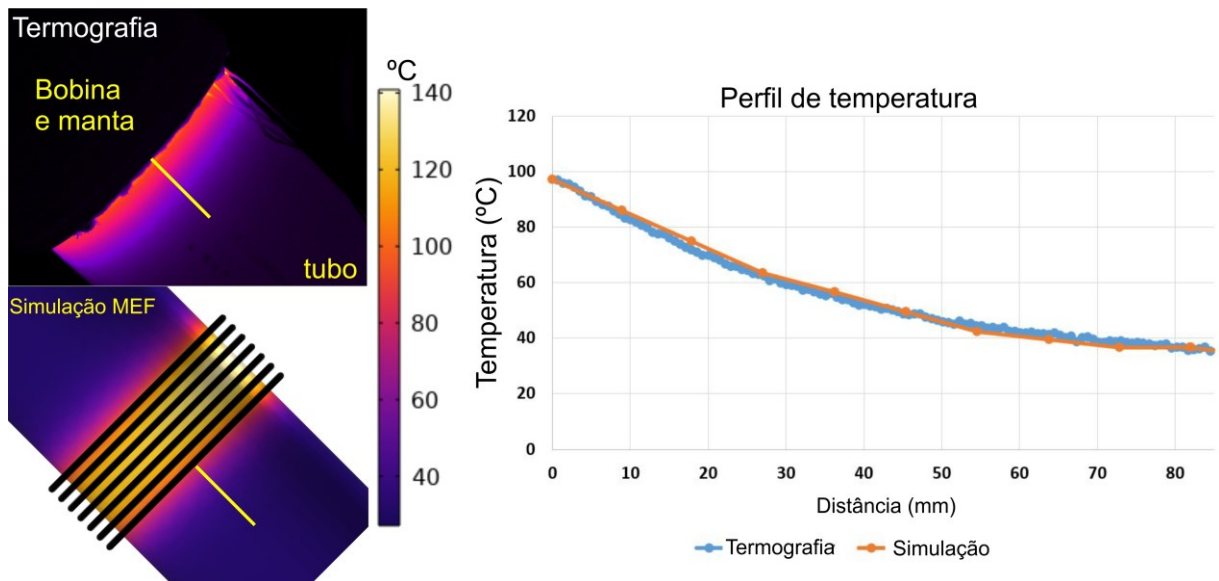 Termografia
Bobina
e manta
tubo
Simulação MEF
ºC
140
120
100
80
60
40
Perfil de temperatura
Temperatura (ºC)
120
100
80
60
40
20
0
0 10 20 30 40 50 60 70 80
Distância (mm)
Termografia Simulação